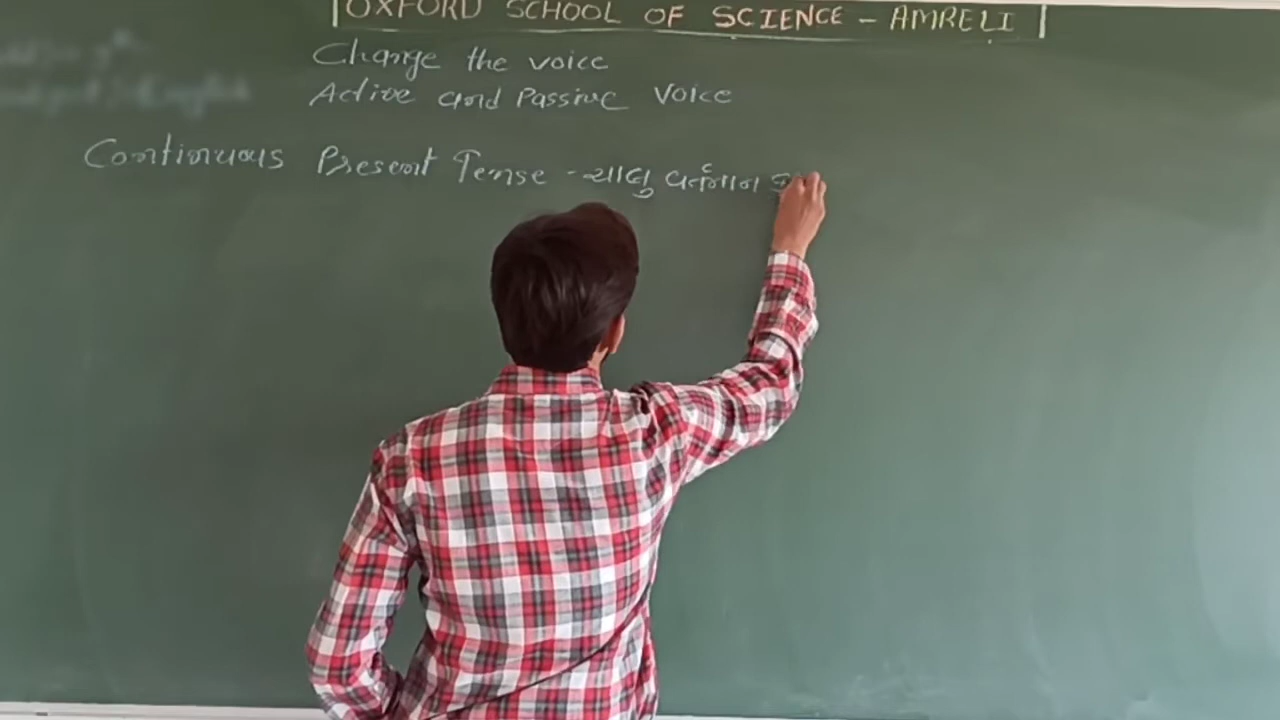 OXFORD SCHOOL OF SCIENCE - AMRELI
Change the voice
Active and Passive Voice
Continuous Present Tense - ચાલુ વર્તમાન